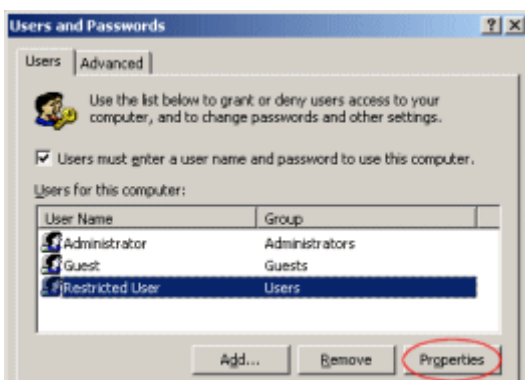 Users and Passwords
Users
Advanced
Use the list below to grant or deny users access to your
computer, and to change passwords and other settings.
Users must enter a user name and password to use this computer.
Users for this computer:
User Name Group
Administrator Administrators
Guest Guests
Restricted User Users
Add... Remove Properties